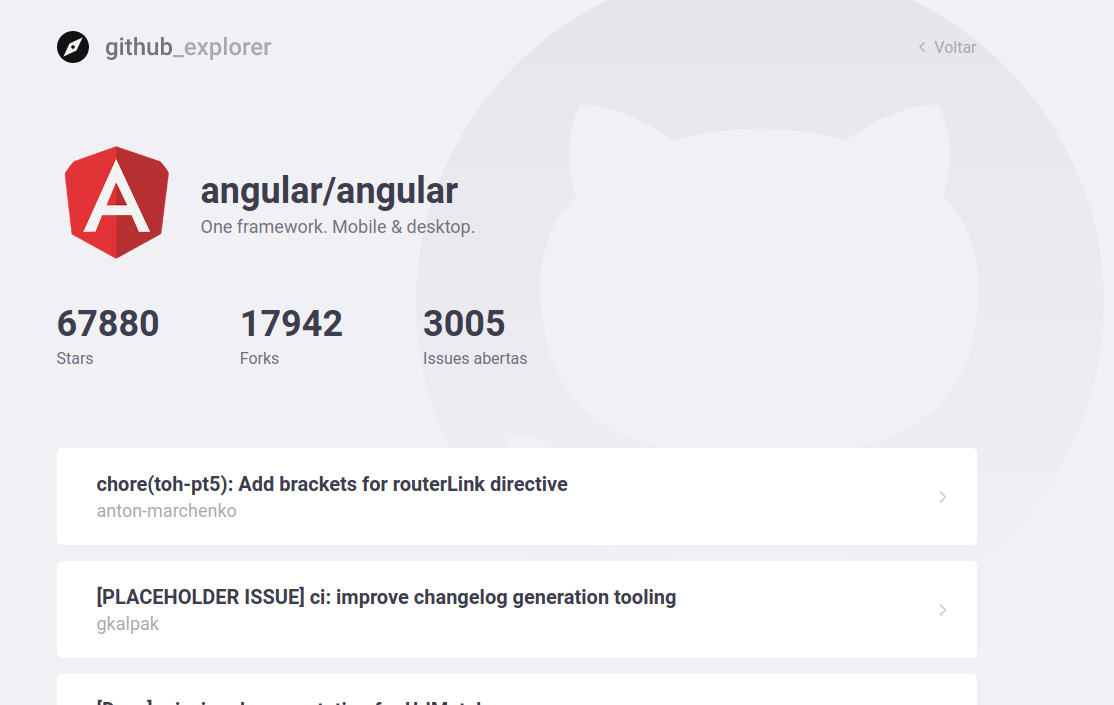 github_explorer
Voltar
angular/angular
One framework. Mobile & desktop.
67880 17942 3005
Stars Forks Issues abertas
chore(toh-pt5): Add brackets for routerLink directive
anton-marchenko
[PLACEHOLDER ISSUE] ci: improve changelog generation tooling
gkalpak